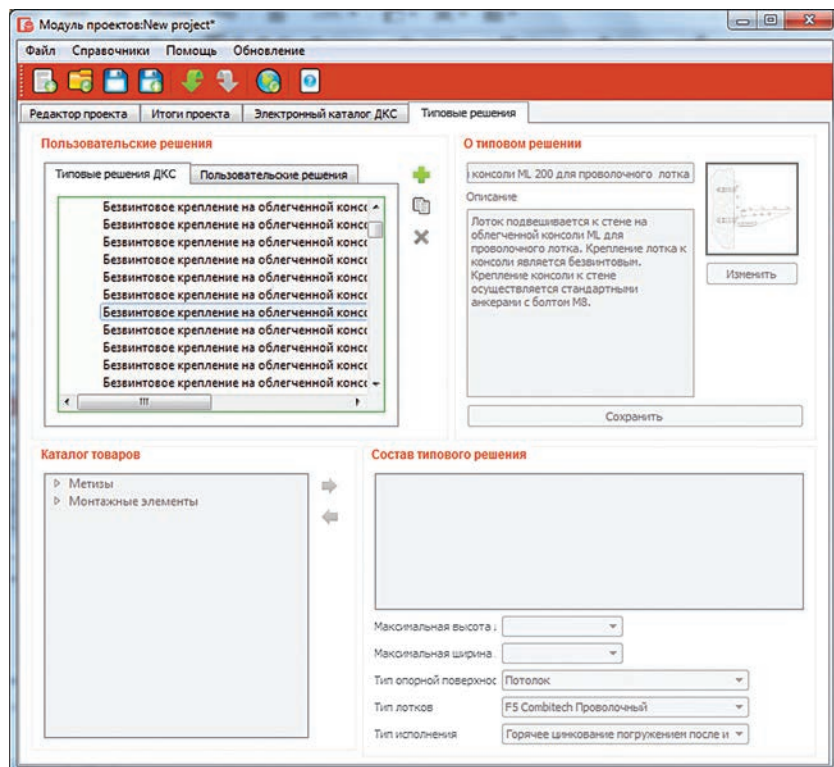 Модуль проектов:New project*
Файл Справочники Помощь Обновление
Редактор проекта Итоги проекта Электронный каталог ДКС Типовые решения
Пользовательские решения
Типовые решения ДКС Пользовательские решения
Безвинтовое крепление на облегченной консо
Безвинтовое крепление на облегченной консо
Безвинтовое крепление на облегченной консо
Безвинтовое крепление на облегченной консо
Безвинтовое крепление на облегченной консо
Безвинтовое крепление на облегченной консо
Безвинтовое крепление на облегченной консо
Безвинтовое крепление на облегченной консо
Безвинтовое крепление на облегченной консо
Безвинтовое крепление на облегченной консо
Безвинтовое крепление на облегченной консо
О типовом решении
консоли ML 200 для проволочного лотка
Описание
Лоток подвешивается к стене на
облегченной консоли ML для
проволочного лотка. Крепление лотка к
консоли является безвинтовым.
Крепление консоли к стене
осуществляется стандартными
анкерами с болтом М8.
Изменить
Сохранить
Каталог товаров
Метизы
Монтажные элементы
Состав типового решения
Максимальная высота
Максимальная ширина
Тип опорной поверхнос Потолок
Тип лотков F5 Combitech Проволочный
Тип исполнения Горячее цинкование погружением после и